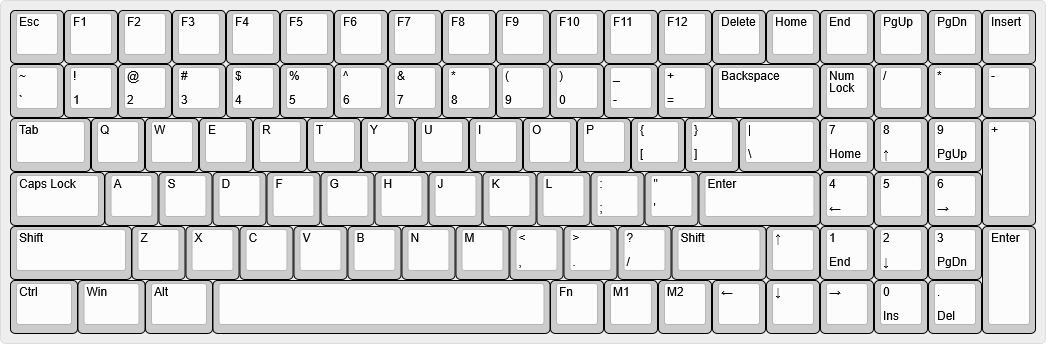 Esc F1 F2 F3 F4 F5 F6 F7 F8 F9 F10 F11 F12 Delete Home End PgUp PgDn Insert
~ ! @ # $ % ^ & * ( ) _ + Backspace Num Lock / * -
` 1 2 3 4 5 6 7 8 9 0 - =
Tab Q W E R T Y U I O P { } | 7 8 9 +
[ ] \ Home ↑ PgUp
Caps Lock A S D F G H J K L : " Enter 4 5 6
; ' ← →
Shift Z X C V B N M < > ? Shift ↑ 1 2 3 Enter
, . / End ↓ PgDn
Ctrl Win Alt Fn M1 M2 ← ↓ → 0 .
Ins Del